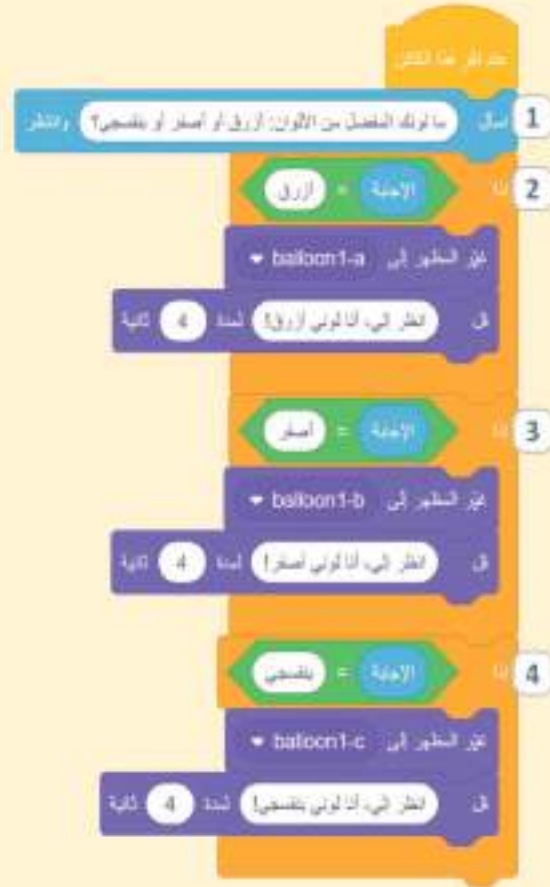 عند نقر هذا الكائن
1 اسأل ما لونك المفضل من الألوان: أزرق أو أصفر أو بنفسجي؟ وانتظر
2 إذا الإجابة = أزرق
غيّر المظهر إلى balloon1-a
قل انظر إلي، أنا لوني أزرق! لمدة 4 ثانية
3 إذا الإجابة = أصفر
غيّر المظهر إلى balloon1-b
قل انظر إلي، أنا لوني أصفر! لمدة 4 ثانية
4 إذا الإجابة = بنفسجي
غيّر المظهر إلى balloon1-c
قل انظر إلي، أنا لوني بنفسجي! لمدة 4 ثانية